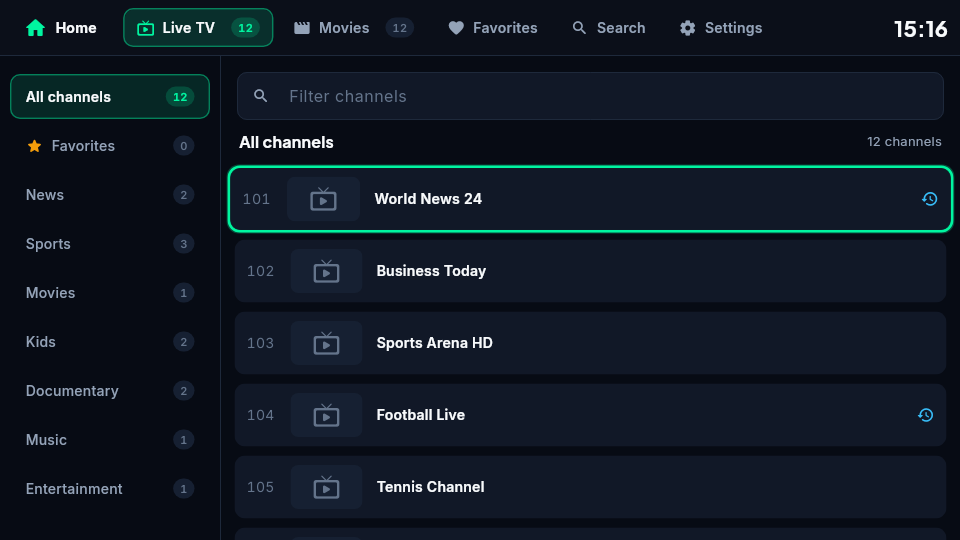 Home
Live TV 12
Movies 12
Favorites
Search
Settings
15:16
All channels 12
Favorites 0
News 2
Sports 3
Movies 1
Kids 2
Documentary 2
Music 1
Entertainment 1
Filter channels
All channels
12 channels
101 World News 24
102 Business Today
103 Sports Arena HD
104 Football Live
105 Tennis Channel